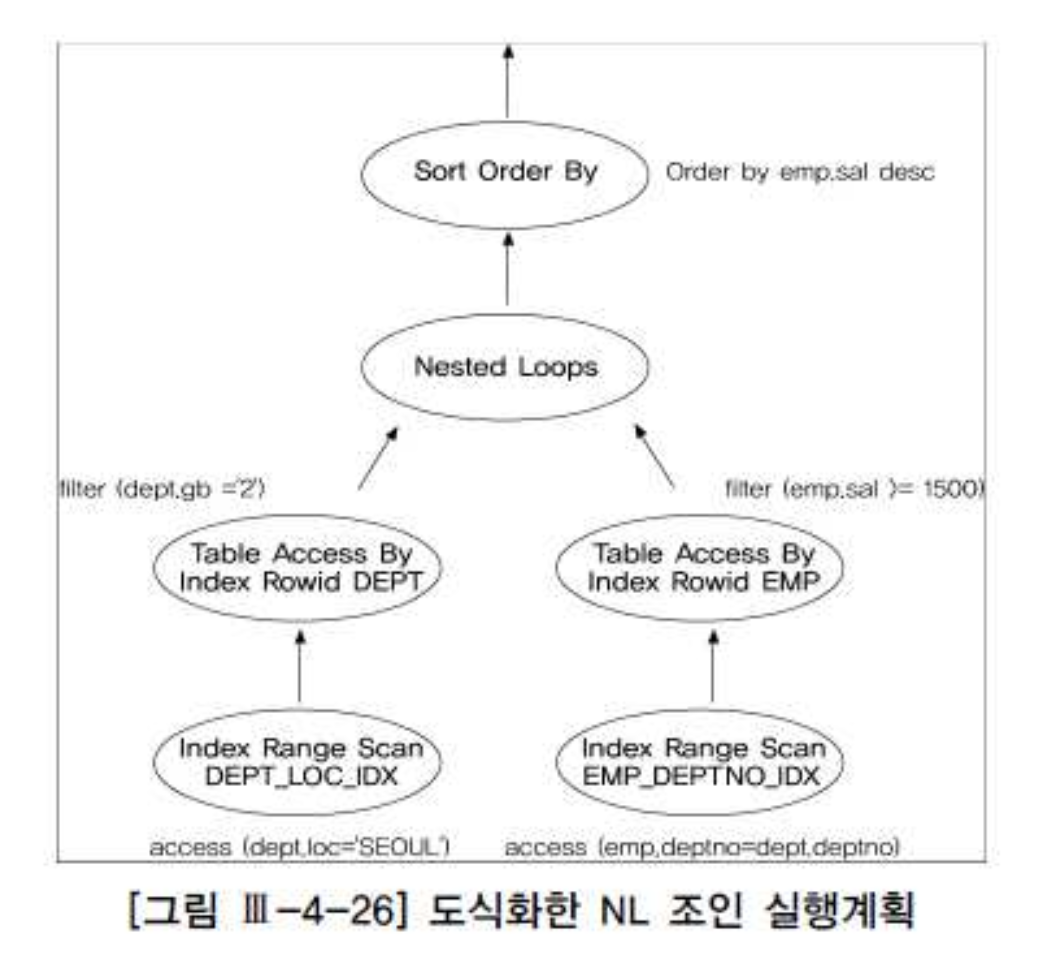 Sort Order By
Order by emp.sal desc
Nested Loops
filter (dept.gb ='2')
filter (emp.sal >= 1500)
Table Access By
Index Rowid DEPT
Table Access By
Index Rowid EMP
Index Range Scan
DEPT_LOC_IDX
Index Range Scan
EMP_DEPTNO_IDX
access (dept.loc='SEOUL')
access (emp.deptno=dept.deptno)
[그림 Ⅲ-4-26] 도식화한 NL 조인 실행계획